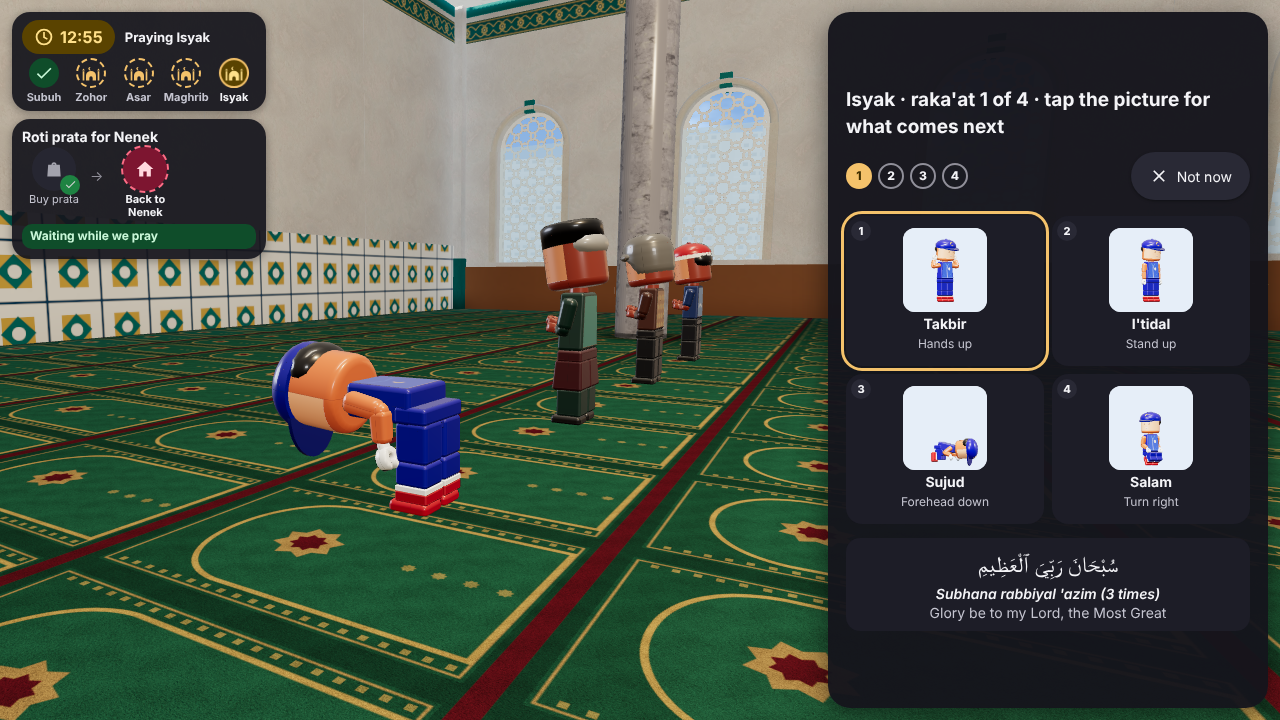 12:55
Praying Isyak
Subuh
Zohor
Asar
Maghrib
Isyak
Roti prata for Nenek
Buy prata
→
Back to
Nenek
Waiting while we pray
Isyak · raka'at 1 of 4 · tap the picture for
what comes next
1 2 3 4
Not now
1
Takbir
Hands up
2
I'tidal
Stand up
3
Sujud
Forehead down
4
Salam
Turn right
سُبْحَانَ رَبِّيَ ٱلْعَظِيمِ
Subhana rabbiyal 'azim (3 times)
Glory be to my Lord, the Most Great